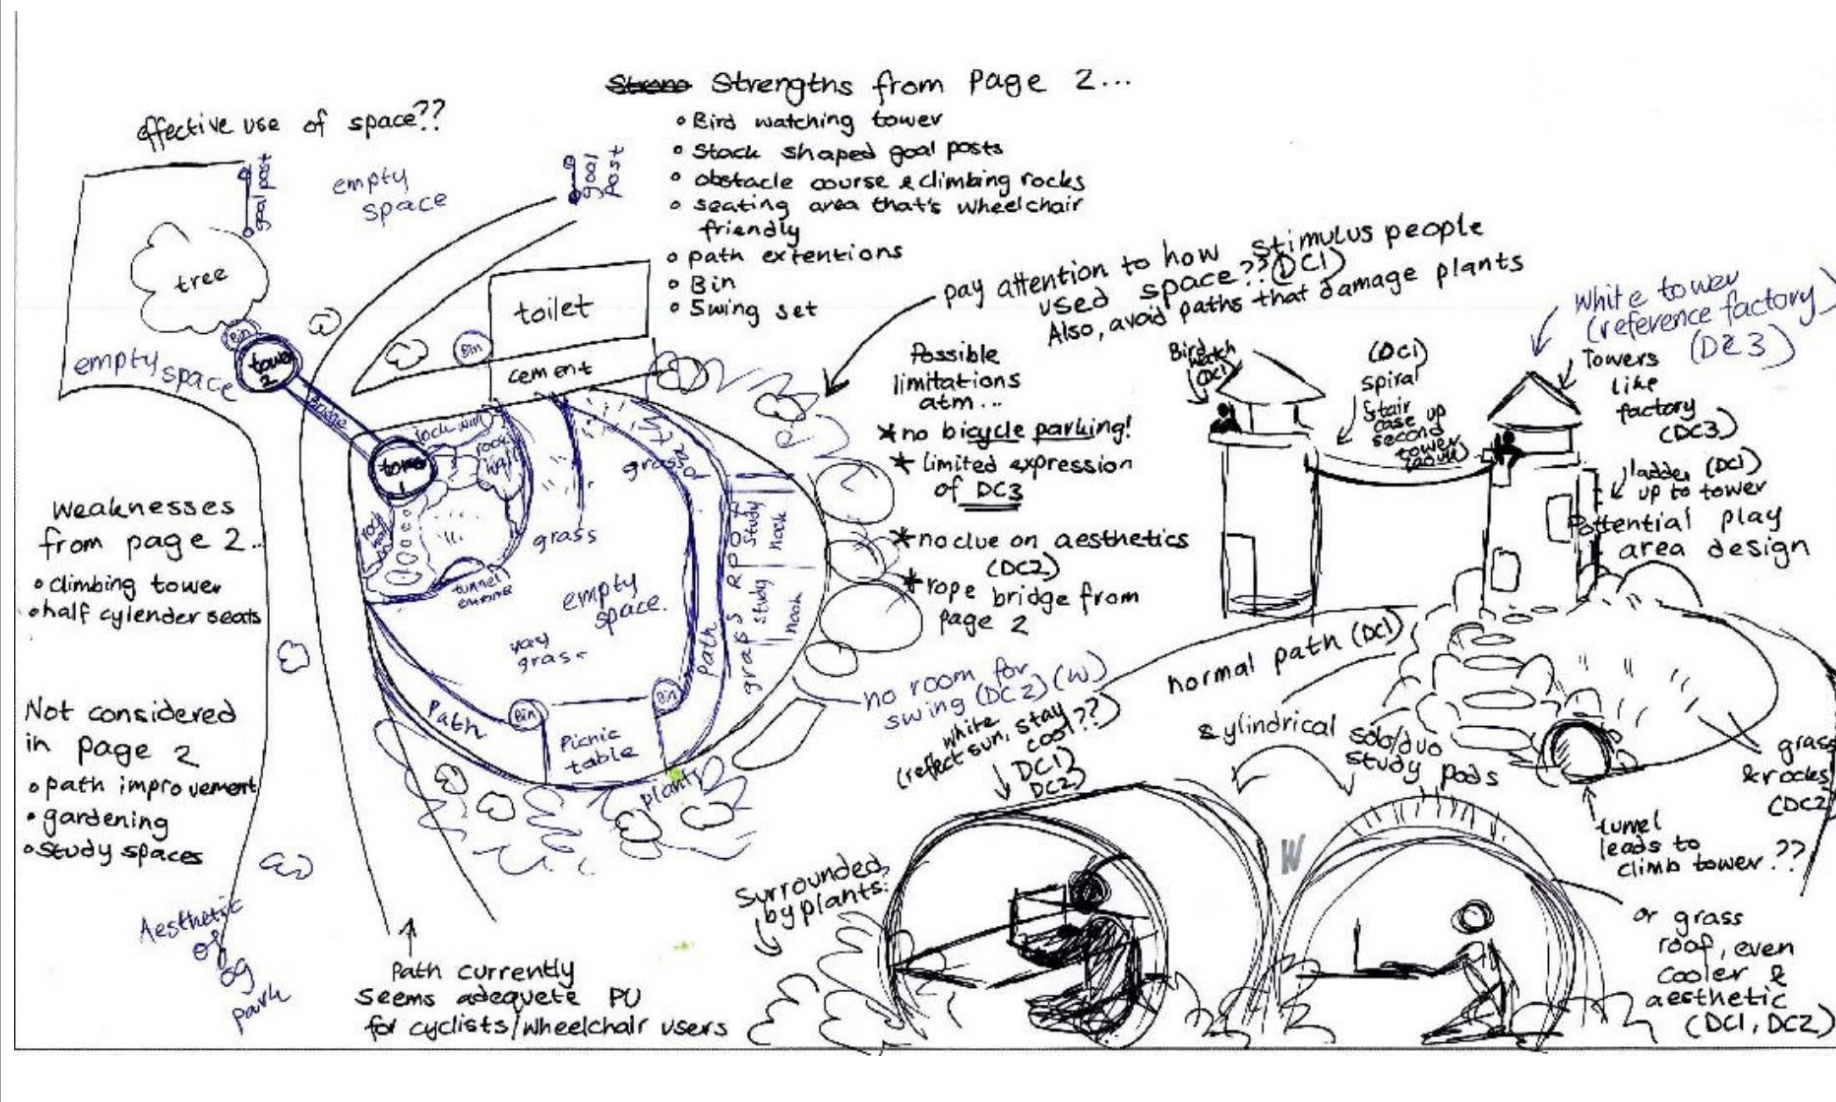 Strengths from Page 2...
• Bird watching tower
• Stack shaped goal posts
• obstacle course & climbing rocks
• seating area that's wheelchair
friendly
• path extentions
• Bin
• Swing set
effective use of space??
goal post
empty
space
goal
post
tree
Bin
tower
2
empty space
Bridge
toilet
Bin
cement
tower
1
rock wall
rock
wall
rock
wall
grass
grass
tunnel
empty
space
grass
Path
Path
study
nook
study
nook
Bin
Bin
Picnic
table
plants
pay attention to how stimulus people
used space?? (DC1)
Also, avoid paths that damage plants
Possible
limitations
atm...
* no bicycle parking!
* limited expression
of DC3
* no clue on aesthetics
(DC2)
* rope bridge from
page 2
no room for
swing (DC2) (W)
weaknesses
from page 2...
• climbing tower
• half cylender seats
Not considered
in page 2
• path improvement
• gardening
• study spaces
Aesthetic
of
og
park
Path currently
seems adequete PU
for cyclists/wheelchair users
Bird
watch
(DC1)
(DC1)
spiral
stair
case up
second
tower
White tower
(reference factory)
(DC3)
Towers
like
factory
(DC3)
ladder (DC1)
up to tower
Potential play
area design
normal path (DC1)
grass
& rocks
(DC2)
tunnel
leads to
climb tower??
white
(reflect sun, stay
cool??)
DC1)
DC2)
cylindrical
solo/duo
study pods
W
Surrounded
by plants:
or grass
roof, even
cooler &
aesthetic
(DC1, DC2)